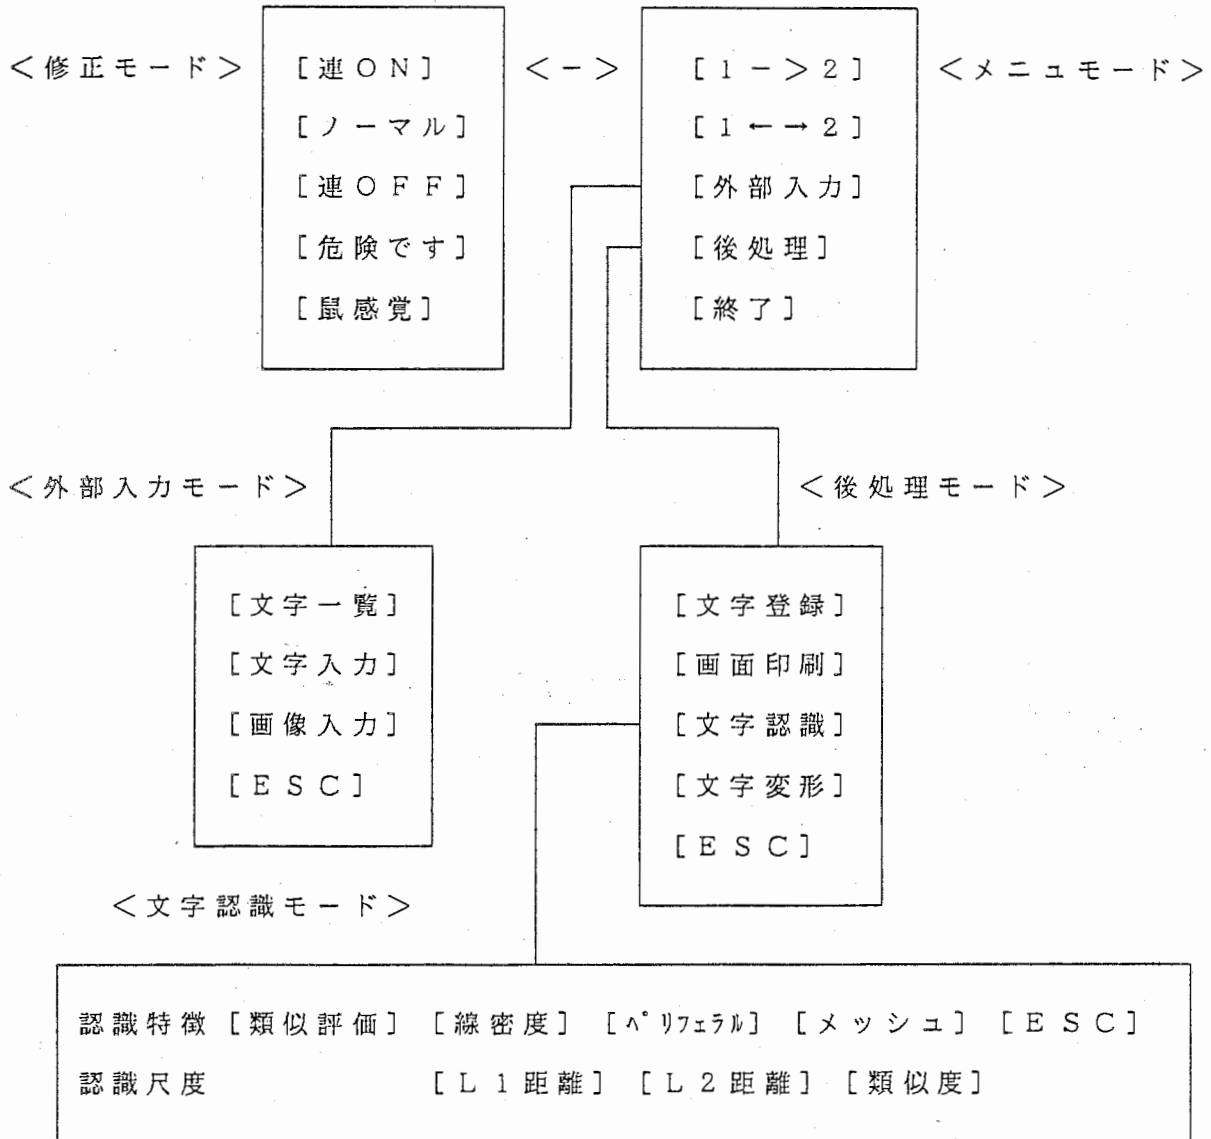 ＜修正モード＞ [連ON] ＜－＞ [1－＞2] ＜メニュモード＞
[ノーマル] [1←→2]
[連OFF] [外部入力]
[危険です] [後処理]
[鼠感覚] [終了]
＜外部入力モード＞ ＜後処理モード＞
[文字一覧] [文字登録]
[文字入力] [画面印刷]
[画像入力] [文字認識]
[ESC] [文字変形]
[ESC]
＜文字認識モード＞
認識特徴 [類似評価] [線密度] [ﾍﾟﾘﾌｪﾗﾙ] [メッシュ] [ESC]
認識尺度 [L1距離] [L2距離] [類似度]